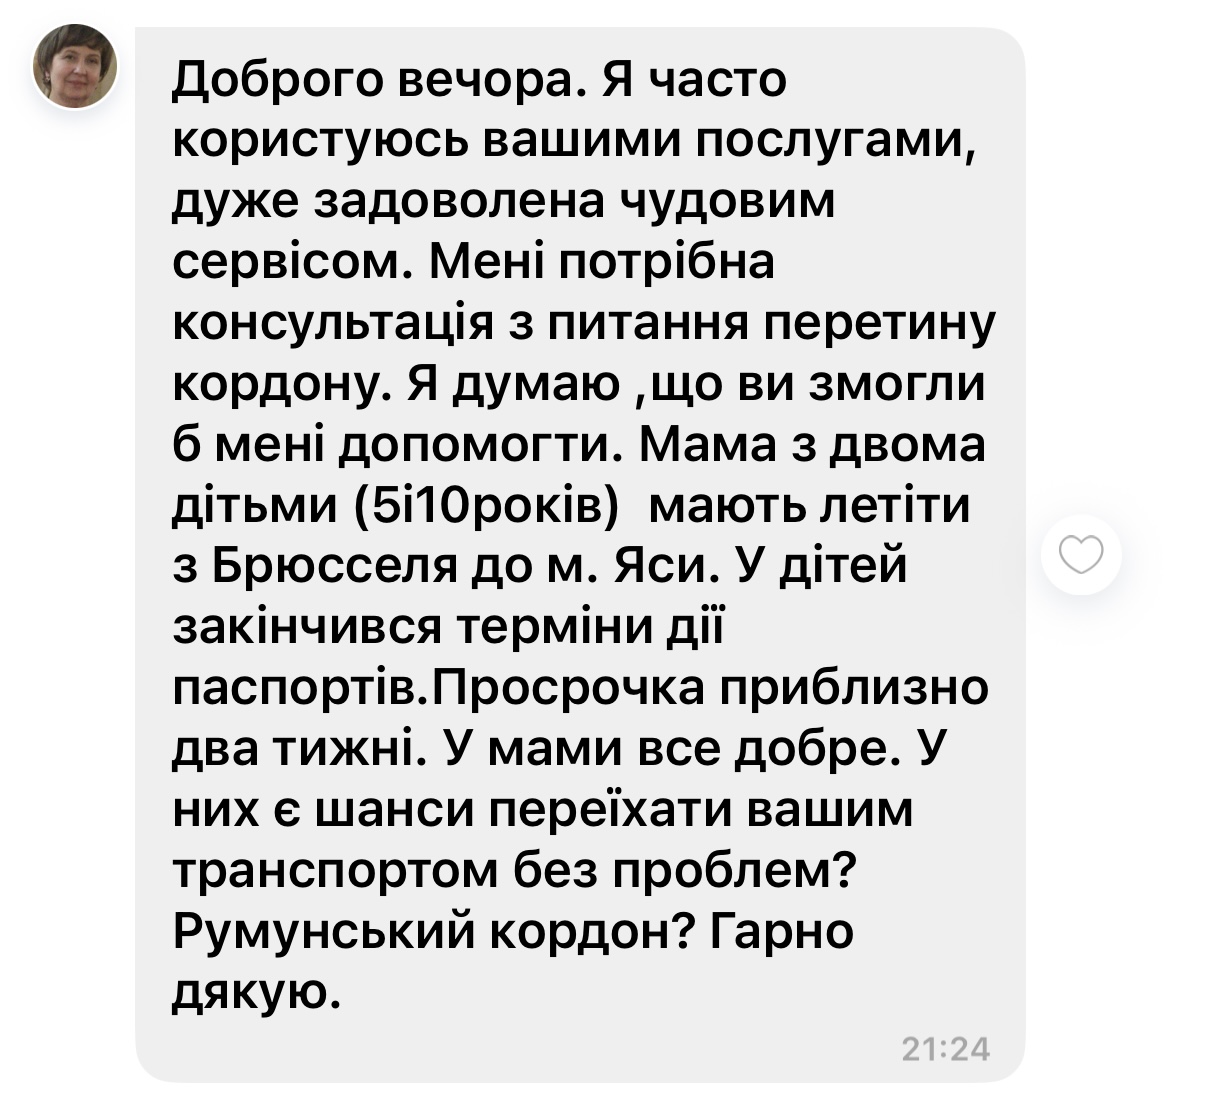 Доброго вечора. Я часто
користуюсь вашими послугами,
дуже задоволена чудовим
сервісом. Мені потрібна
консультація з питання перетину
кордону. Я думаю ,що ви змогли
б мені допомогти. Мама з двома
дітьми (5і10років)  мають летіти
з Брюсселя до м. Яси. У дітей
закінчився терміни дії
паспортів.Просрочка приблизно
два тижні. У мами все добре. У
них є шанси переїхати вашим
транспортом без проблем?
Румунський кордон? Гарно
дякую.
21:24